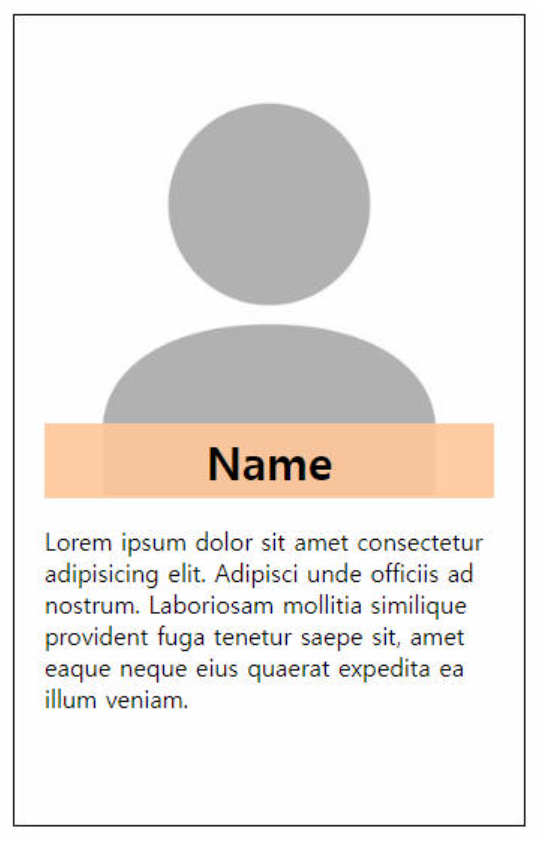 Name
Lorem ipsum dolor sit amet consectetur
adipisicing elit. Adipisci unde officiis ad
nostrum. Laboriosam mollitia similique
provident fuga tenetur saepe sit, amet
eaque neque eius quaerat expedita ea
illum veniam.